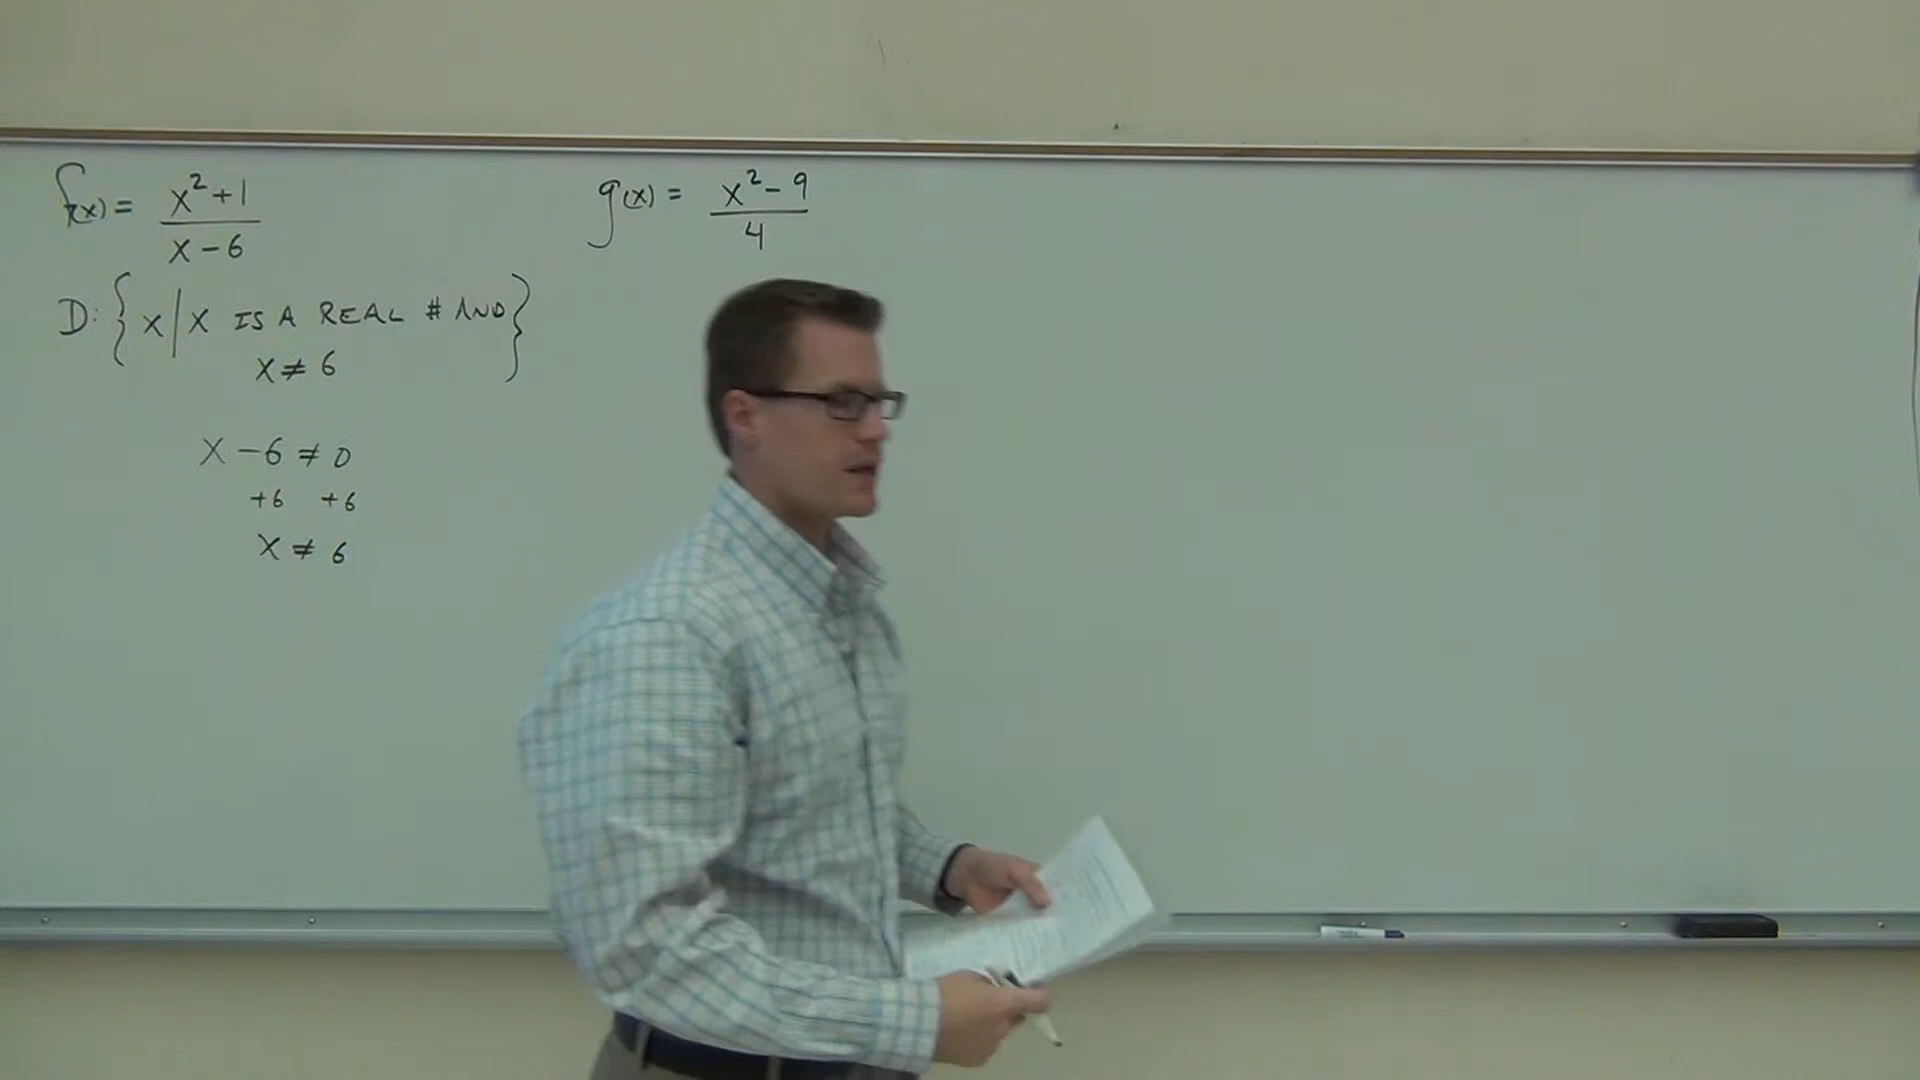 f(x) = x²+1 / x-6
D: {x | x IS A REAL # AND
x ≠ 6}
x - 6 ≠ 0
+6 +6
x ≠ 6
g(x) = x² - 9 / 4